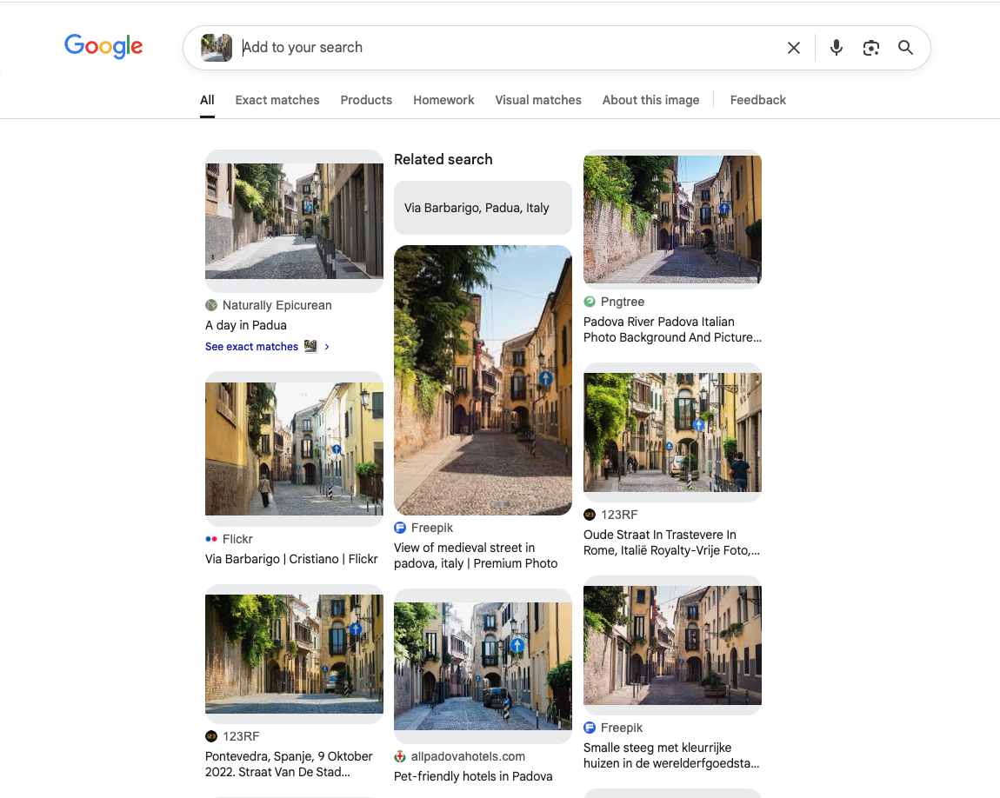 Google
Add to your search
All
Exact matches
Products
Homework
Visual matches
About this image
Feedback
Naturally Epicurean
A day in Padua
See exact matches
Flickr
Via Barbarigo | Cristiano | Flickr
123RF
Pontevedra, Spanje, 9 Oktober
2022. Straat Van De Stad...
Related search
Via Barbarigo, Padua, Italy
Freepik
View of medieval street in
padova, italy | Premium Photo
allpadovahotels.com
Pet-friendly hotels in Padova
Pngtree
Padova River Padova Italian
Photo Background And Picture...
123RF
Oude Straat In Trastevere In
Rome, Italië Royalty-Vrije Foto,...
Freepik
Smalle steeg met kleurrijke
huizen in de werelderfgoedsta...